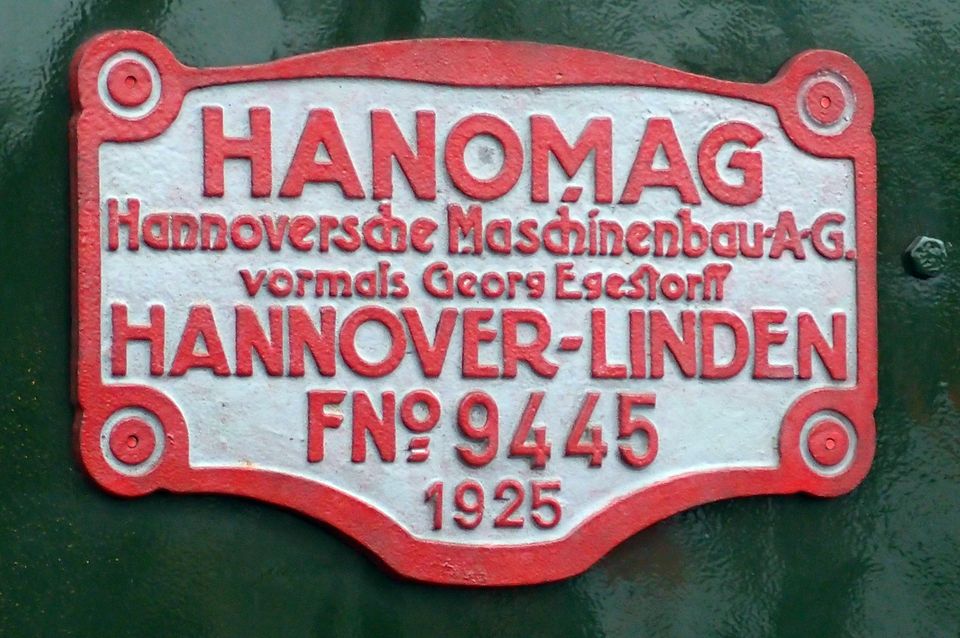 HANOMAG
Hannoversche Maschinenbau-A-G.
vormals Georg Egestorff
HANNOVER-LINDEN
FNo 9445
1925